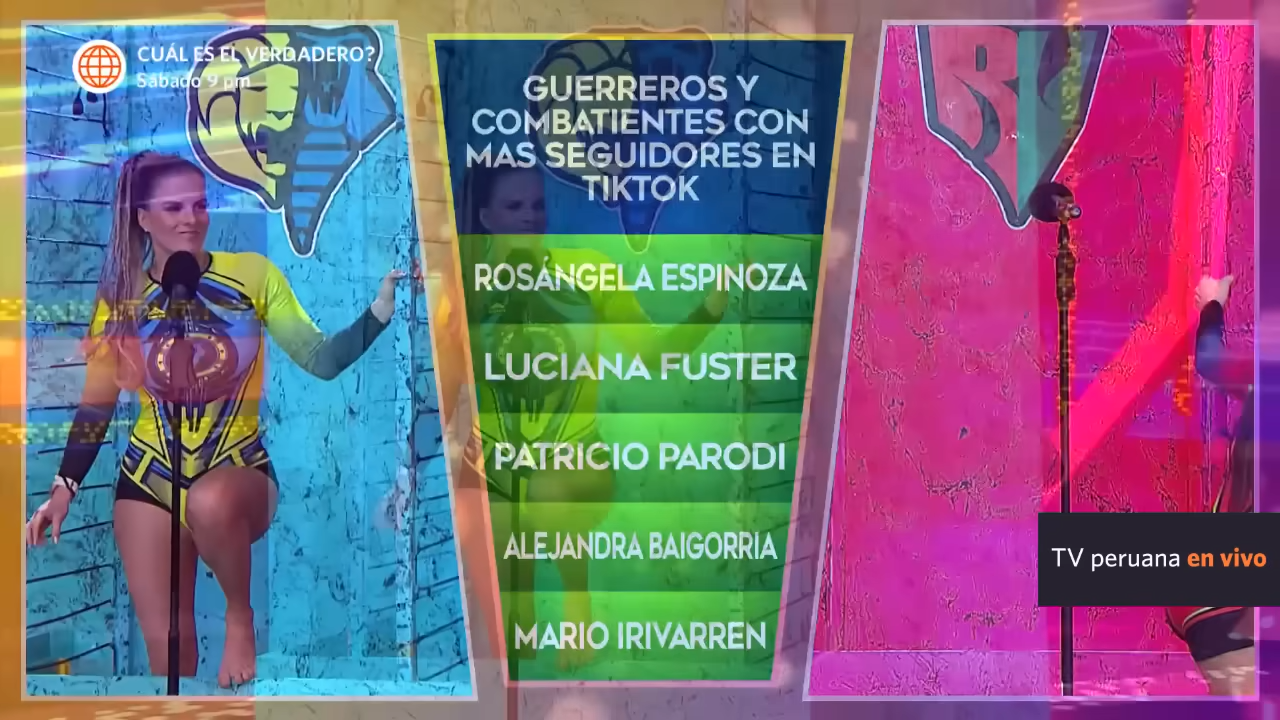 CUÁL ES EL VERDADERO?
Sábado 9 pm
GUERREROS Y
COMBATIENTES CON
MAS SEGUIDORES EN
TIKTOK
ROSÁNGELA ESPINOZA
LUCIANA FUSTER
PATRICIO PARODI
ALEJANDRA BAIGORRIA
MARIO IRIVARREN
TV peruana en vivo